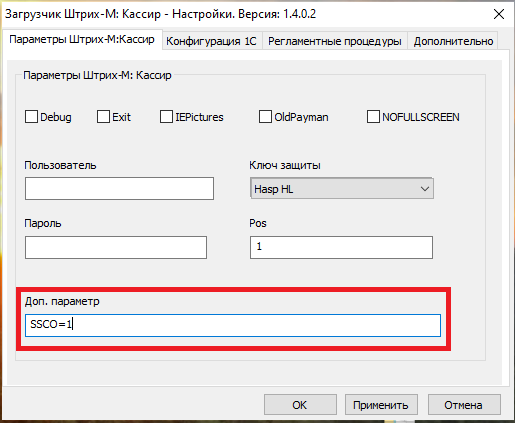 Загрузчик Штрих-М: Кассир - Настройки. Версия: 1.4.0.2
Параметры Штрих-М:Кассир Конфигурация 1С Регламентные процедуры Дополнительно
Параметры Штрих-М: Кассир
Debug Exit IEPictures OldPayman NOFULLSCREEN
Пользователь Ключ защиты
Hasp HL
Пароль Pos
1
Доп. параметр
SSCO=1
OK Применить Отмена